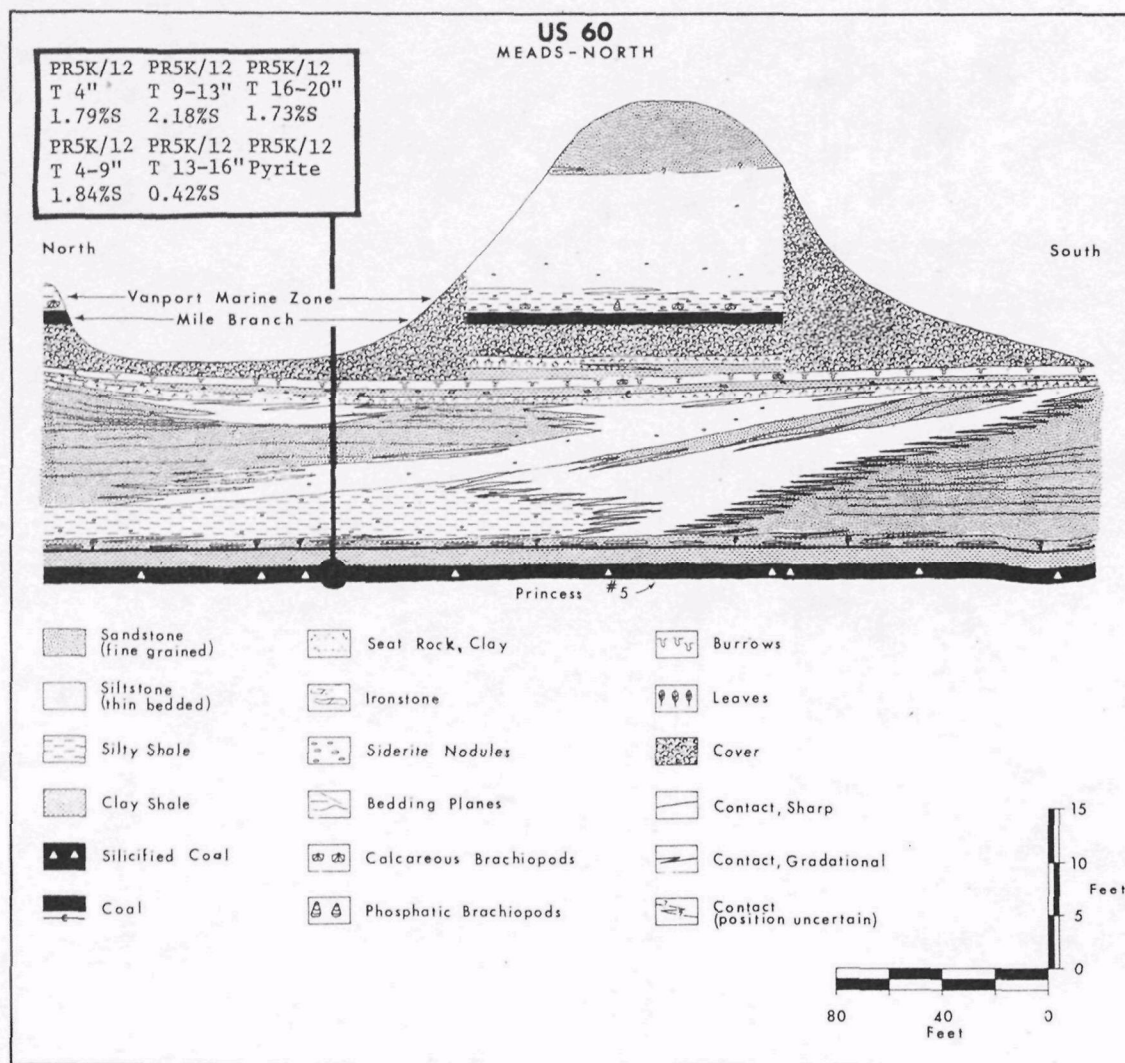 US 60
MEADS-NORTH
PR5K/12 PR5K/12 PR5K/12
T 4" T 9-13" T 16-20"
1.79%S 2.18%S 1.73%S
PR5K/12 PR5K/12 PR5K/12
T 4-9" T 13-16" Pyrite
1.84%S 0.42%S
North
South
Vanport Marine Zone
Mile Branch
Princess #5
Sandstone
(fine grained)
Siltstone
(thin bedded)
Silty Shale
Clay Shale
Silicified Coal
Coal
Seat Rock, Clay
Ironstone
Siderite Nodules
Bedding Planes
Calcareous Brachiopods
Phosphatic Brachiopods
Burrows
Leaves
Cover
Contact, Sharp
Contact, Gradational
Contact
(position uncertain)
15
10
Feet
5
0
80 40 0
Feet